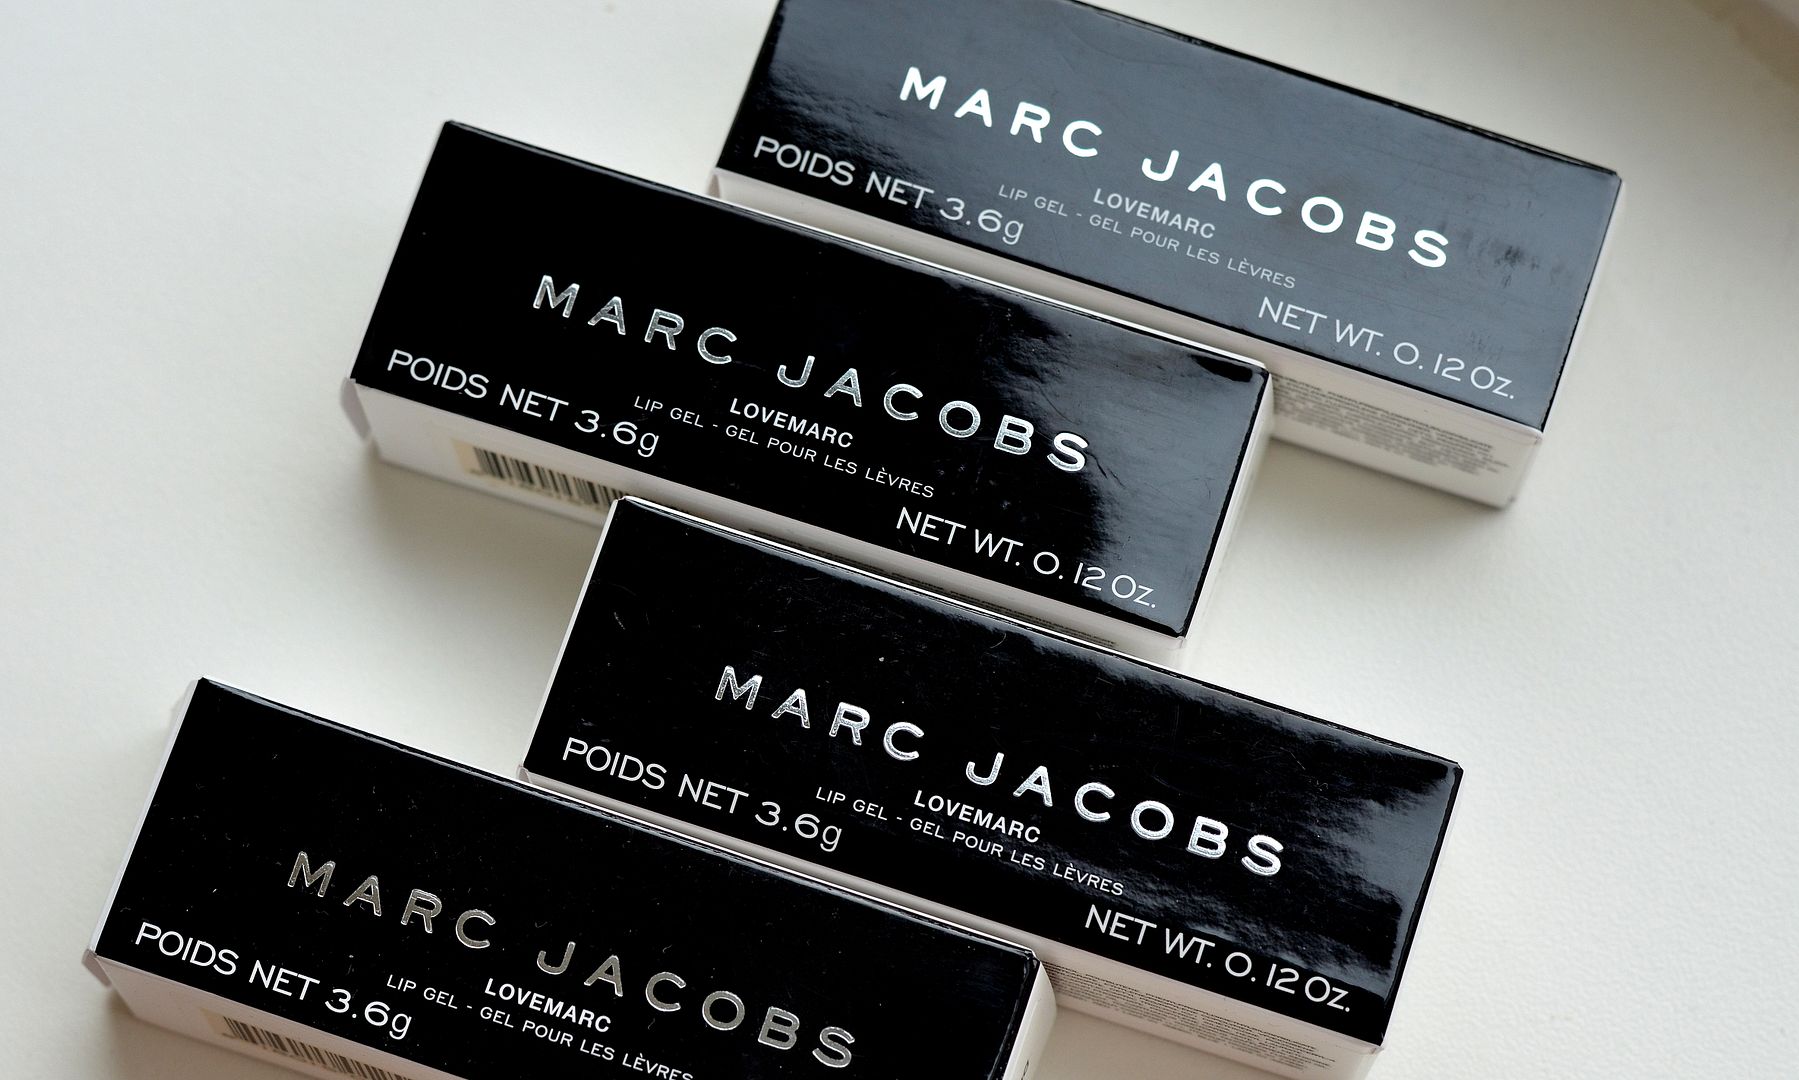 MARC JACOBS
LOVEMARC
LIP GEL - GEL POUR LES LÈVRES
POIDS NET 3.6g
NET WT. 0.12 Oz.
MARC JACOBS
LOVEMARC
LIP GEL - GEL POUR LES LÈVRES
POIDS NET 3.6g
NET WT. 0.12 Oz.
MARC JACOBS
LOVEMARC
LIP GEL - GEL POUR LES LÈVRES
POIDS NET 3.6g
NET WT. 0.12 Oz.
MARC JACOBS
LOVEMARC
LIP GEL - GEL POUR LES LÈVRES
POIDS NET 3.6g